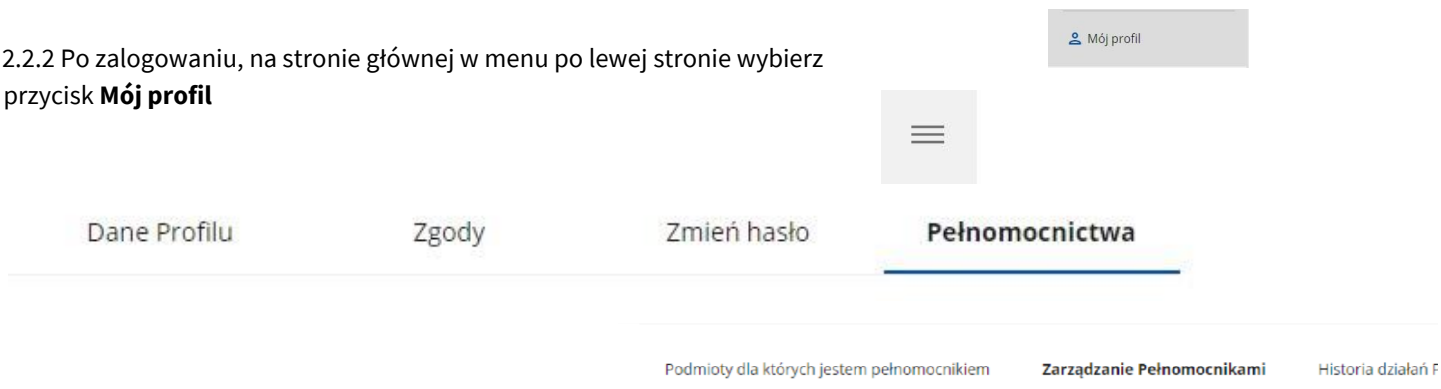 Mój profil
2.2.2 Po zalogowaniu, na stronie głównej w menu po lewej stronie wybierz
przycisk Mój profil
Dane Profilu Zgody Zmień hasło Pełnomocnictwa
Podmioty dla których jestem pełnomocnikiem Zarządzanie Pełnomocnikami Historia działań